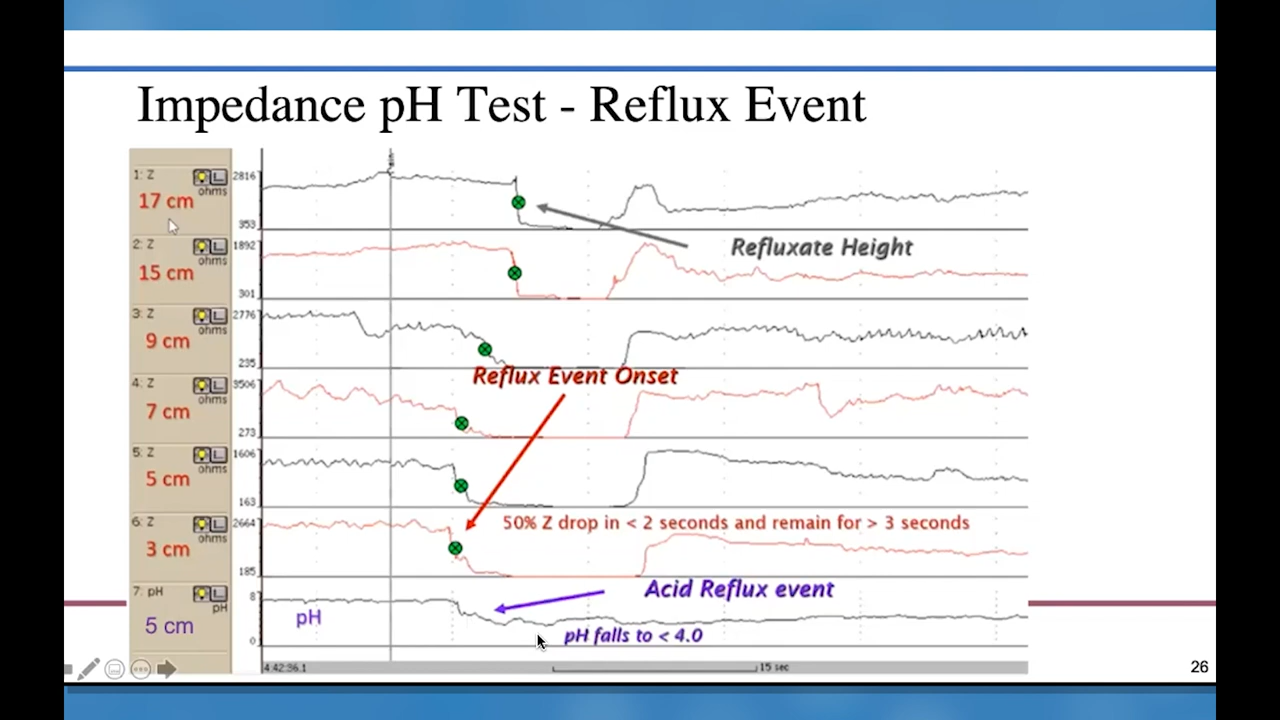 Impedance pH Test - Reflux Event
1: Z
ohms
17 cm
2816
953
Refluxate Height
2: Z
ohms
15 cm
1892
301
3: Z
ohms
9 cm
2776
235
Reflux Event Onset
4: Z
ohms
7 cm
3506
273
5: Z
ohms
5 cm
1606
163
6: Z
ohms
3 cm
2664
185
50% Z drop in < 2 seconds and remain for > 3 seconds
7: pH
pH
5 cm
8
0
pH
Acid Reflux event
pH falls to < 4.0
4:42:36.1
15 sec
26